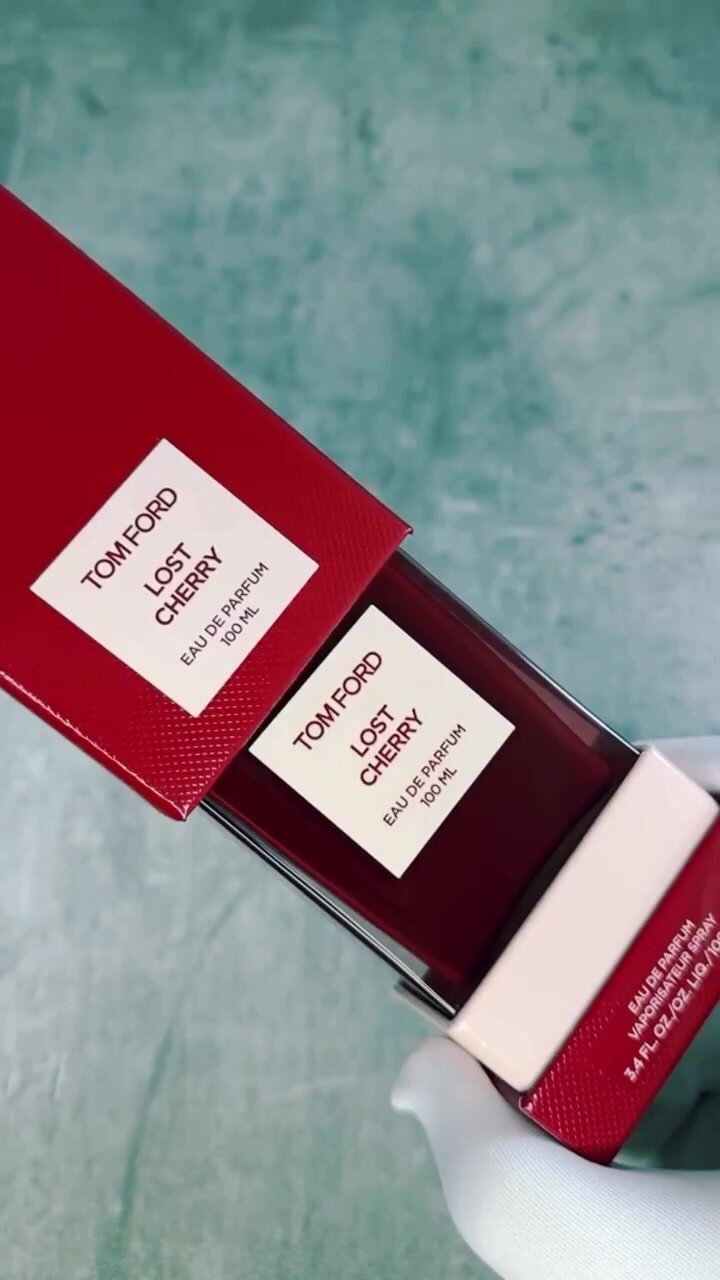 TOM FORD
LOST
CHERRY
EAU DE PARFUM
100 ML
TOM FORD
LOST
CHERRY
EAU DE PARFUM
100 ML
EAU DE PARFUM
VAPORISATEUR SPRAY
3.4 FL. OZ./OZ. LIQ./